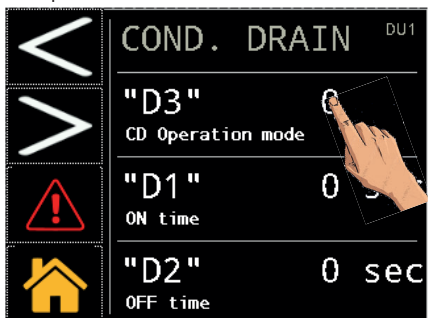 COND. DRAIN DU1
"D3" 0
CD Operation mode
"D1" 0
ON time
"D2" 0 sec
OFF time